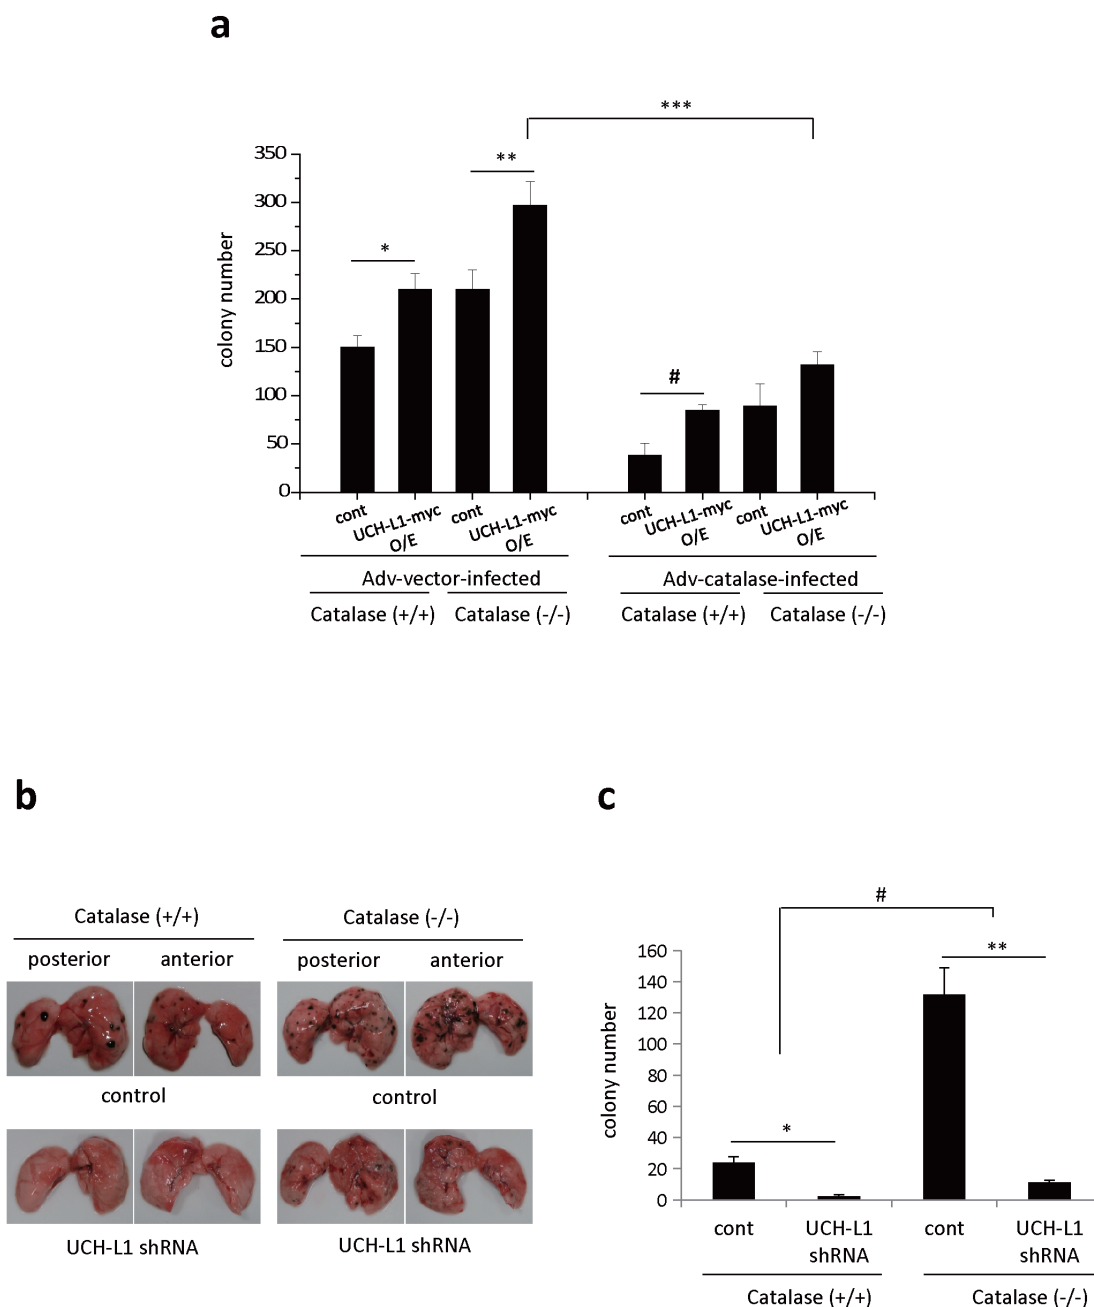 a
***
**
*
#
350
300
250
200
150
100
50
0
colony number
cont
UCH-L1-myc
O/E
cont
UCH-L1-myc
O/E
cont
UCH-L1-myc
O/E
cont
UCH-L1-myc
O/E
Adv-vector-infected
Adv-catalase-infected
Catalase (+/+)
Catalase (-/-)
Catalase (+/+)
Catalase (-/-)
b
Catalase (+/+)
Catalase (-/-)
posterior
anterior
posterior
anterior
control
control
UCH-L1 shRNA
UCH-L1 shRNA
c
#
**
*
160
140
120
100
80
60
40
20
0
colony number
cont
UCH-L1
shRNA
cont
UCH-L1
shRNA
Catalase (+/+)
Catalase (-/-)